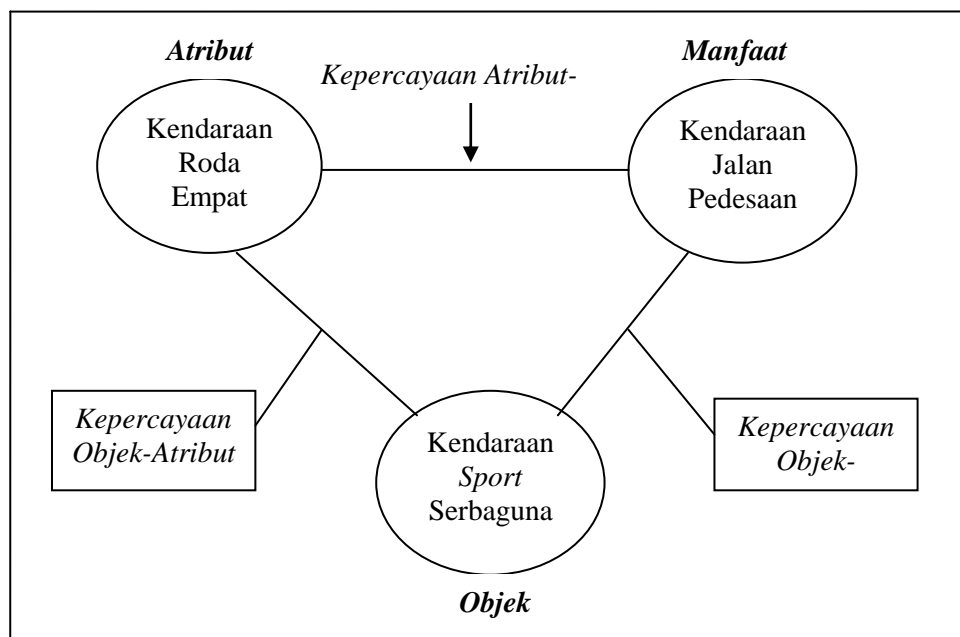 Atribut
Manfaat
Kepercayaan Atribut-
Kendaraan
Roda
Empat
Kendaraan
Jalan
Pedesaan
Kepercayaan
Objek-Atribut
Kendaraan
Sport
Serbaguna
Kepercayaan
Objek-
Objek